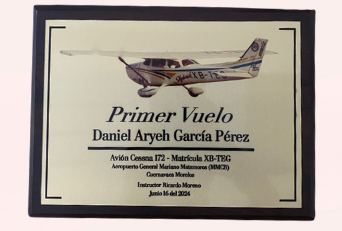 XB-T
Primer Vuelo
Daniel Aryeh García Pérez
Avión Cessna 172 - Matrícula XB-TEG
Aeropuerto General Mariano Matamoros (MMCB)
Cuernavaca Morelos
Instructor Ricardo Moreno
Junio 16 del 2024